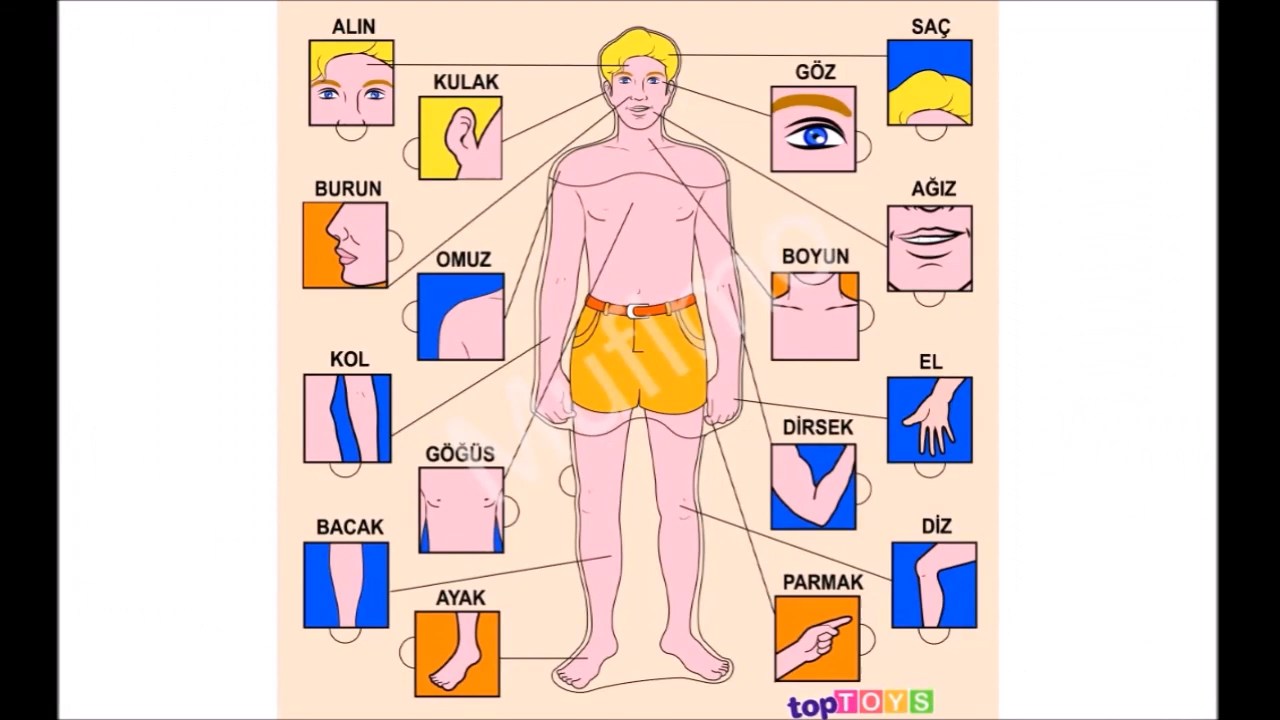 ALIN
SAÇ
KULAK
GÖZ
BURUN
AĞIZ
OMUZ
BOYUN
KOL
EL
GÖĞÜS
DİRSEK
BACAK
DİZ
AYAK
PARMAK
topTOYS